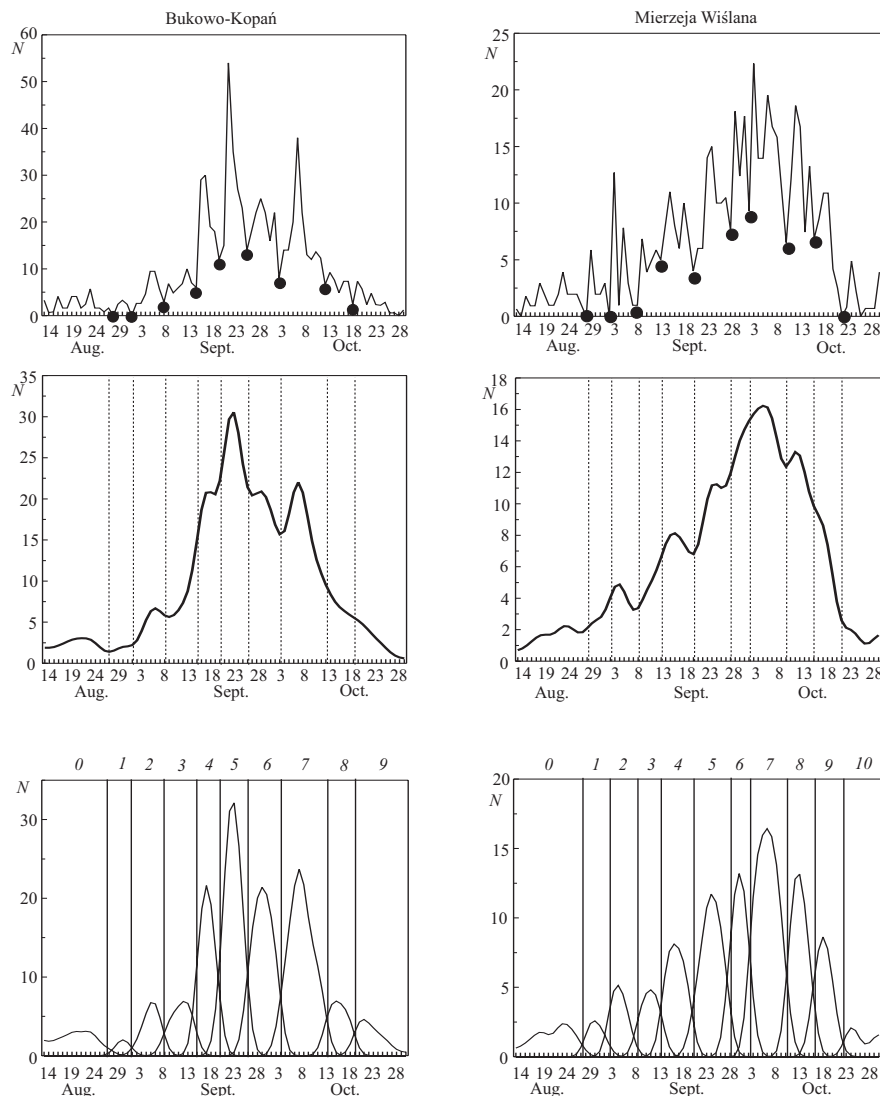 Bukowo-Kopań
Mierzeja Wiślana
N
60
50
40
30
20
10
0
14 19 24 29 3 8 13 18 23 28 3 8 13 18 23 28
Aug. Sept. Oct.
N
25
20
15
10
5
0
14 19 24 29 3 8 13 18 23 28 3 8 13 18 23 28
Aug. Sept. Oct.
N
35
30
25
20
15
10
5
0
14 19 24 29 3 8 13 18 23 28 3 8 13 18 23 28
Aug. Sept. Oct.
N
18
16
14
12
10
8
6
4
2
0
14 19 24 29 3 8 13 18 23 28 3 8 13 18 23 28
Aug. Sept. Oct.
0 1 2 3 4 5 6 7 8 9
N
30
20
10
0
14 19 24 29 3 8 13 18 23 28 3 8 13 18 23 28
Aug. Sept. Oct.
0 1 2 3 4 5 6 7 8 9 10
N
20
15
10
5
0
14 19 24 29 3 8 13 18 23 28 3 8 13 18 23 28
Aug. Sept. Oct.